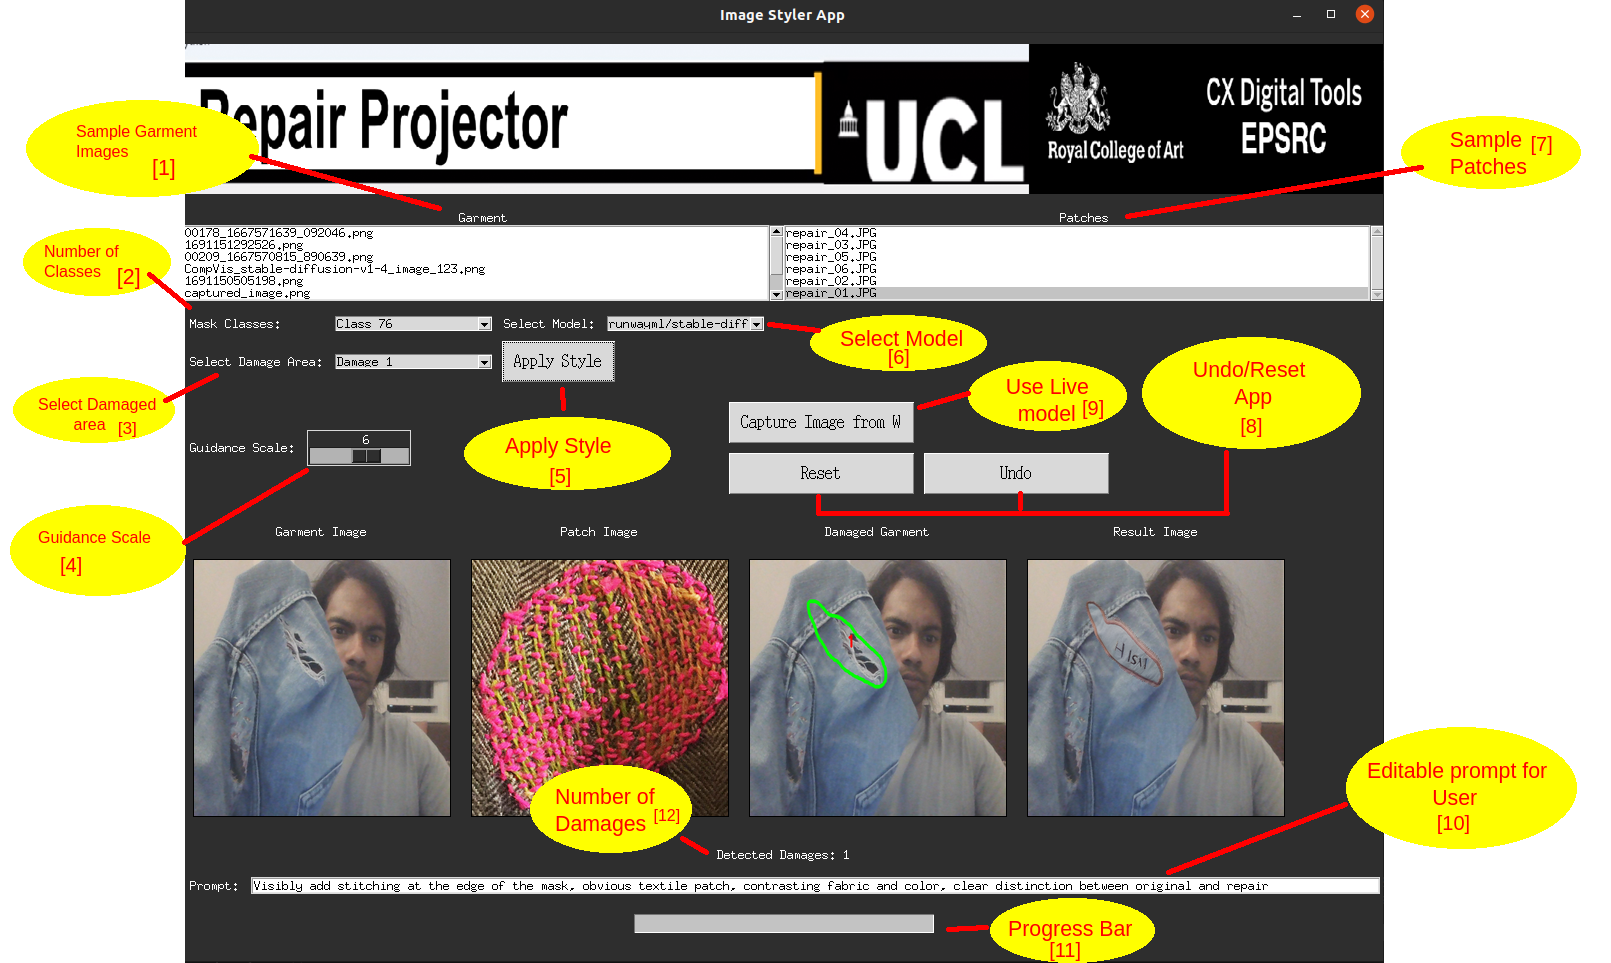 Image Styler App
Repair Projector
UCL
Royal College of Art
CX Digital Tools
EPSRC
Sample Garment
Images
[1]
Sample [7]
Patches
Garment
Patches
00178_1667571639_092046.png
1691151292526.png
00209_1667570815_890639.png
CompVis_stable-diffusion-v1-4_image_123.png
1691150505198.png
captured_image.png
repair_04.JPG
repair_03.JPG
repair_05.JPG
repair_06.JPG
repair_02.JPG
repair_01.JPG
Number of
Classes [2]
Mask Classes: Class 76 Select Model: runwayml/stable-diff
Select Model
[6]
Select Damage Area: Damage 1 Apply Style
Select Damaged
area [3]
Use Live
model [9]
Undo/Reset
App
[8]
Capture Image from W
Guidance Scale: 6
Apply Style
[5]
Reset Undo
Guidance Scale
[4]
Garment Image Patch Image Damaged Garment Result Image
1
Number of
Damages [12]
Editable prompt for
User
[10]
Detected Damages: 1
Prompt: Visibly add stitching at the edge of the mask, obvious textile patch, contrasting fabric and color, clear distinction between original and repair
Progress Bar
[11]